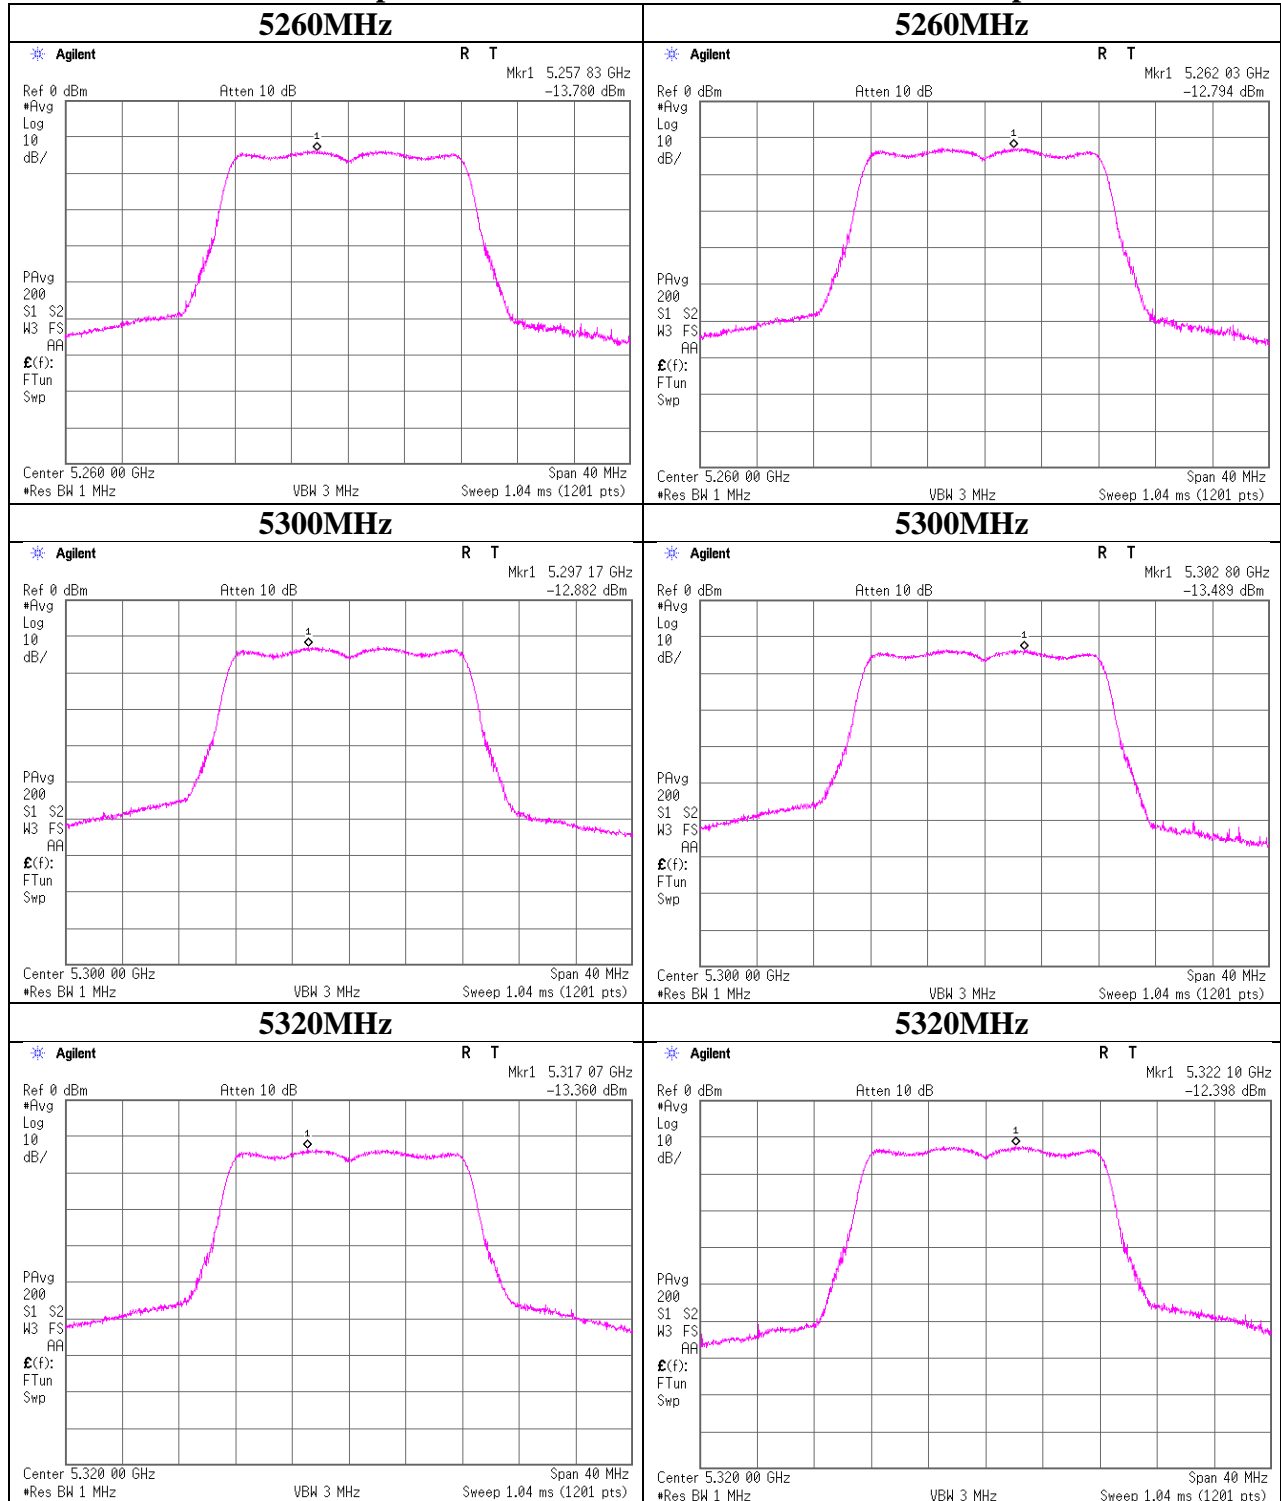 5260MHz
5260MHz
Agilent
R T
Mkr1 5.257 83 GHz
Ref 0 dBm
Atten 10 dB
-13.780 dBm
#Avg
Log
10
dB/
1
PAvg
200
S1 S2
W3 FS
AA
£(f):
FTun
Swp
Center 5.260 00 GHz
Span 40 MHz
#Res BW 1 MHz
VBW 3 MHz
Sweep 1.04 ms (1201 pts)
Agilent
R T
Mkr1 5.262 03 GHz
Ref 0 dBm
Atten 10 dB
-12.794 dBm
#Avg
Log
10
dB/
1
PAvg
200
S1 S2
W3 FS
AA
£(f):
FTun
Swp
Center 5.260 00 GHz
Span 40 MHz
#Res BW 1 MHz
VBW 3 MHz
Sweep 1.04 ms (1201 pts)
5300MHz
5300MHz
Agilent
R T
Mkr1 5.297 17 GHz
Ref 0 dBm
Atten 10 dB
-12.882 dBm
#Avg
Log
10
dB/
1
PAvg
200
S1 S2
W3 FS
AA
£(f):
FTun
Swp
Center 5.300 00 GHz
Span 40 MHz
#Res BW 1 MHz
VBW 3 MHz
Sweep 1.04 ms (1201 pts)
Agilent
R T
Mkr1 5.302 80 GHz
Ref 0 dBm
Atten 10 dB
-13.489 dBm
#Avg
Log
10
dB/
1
PAvg
200
S1 S2
W3 FS
AA
£(f):
FTun
Swp
Center 5.300 00 GHz
Span 40 MHz
#Res BW 1 MHz
VBW 3 MHz
Sweep 1.04 ms (1201 pts)
5320MHz
5320MHz
Agilent
R T
Mkr1 5.317 07 GHz
Ref 0 dBm
Atten 10 dB
-13.360 dBm
#Avg
Log
10
dB/
1
PAvg
200
S1 S2
W3 FS
AA
£(f):
FTun
Swp
Center 5.320 00 GHz
Span 40 MHz
#Res BW 1 MHz
VBW 3 MHz
Sweep 1.04 ms (1201 pts)
Agilent
R T
Mkr1 5.322 10 GHz
Ref 0 dBm
Atten 10 dB
-12.398 dBm
#Avg
Log
10
dB/
1
PAvg
200
S1 S2
W3 FS
AA
£(f):
FTun
Swp
Center 5.320 00 GHz
Span 40 MHz
#Res BW 1 MHz
VBW 3 MHz
Sweep 1.04 ms (1201 pts)